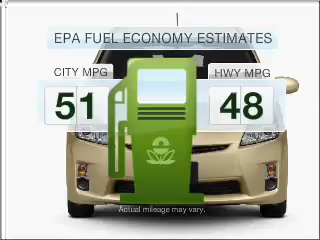 EPA FUEL ECONOMY ESTIMATES
CITY MPG HWY MPG
51 48
Actual mileage may vary.